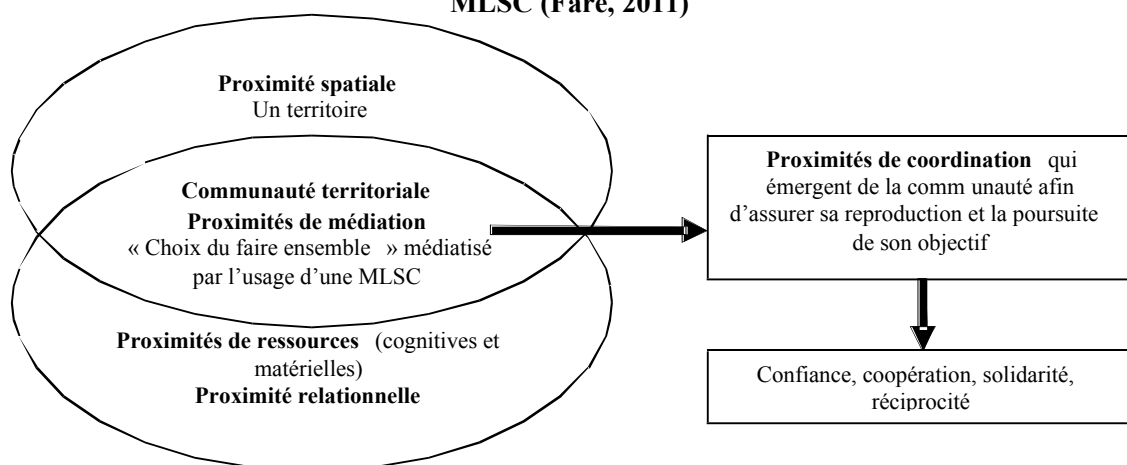 MLSC (Fare, 2011)
Proximité spatiale
Un territoire
Communauté territoriale
Proximités de médiation
« Choix du faire ensemble » médiatisé
par l’usage d’une MLSC
Proximités de ressources (cognitives et
matérielles)
Proximité relationnelle
Proximités de coordination qui
émergent de la comm unauté afin
d’assurer sa reproduction et la poursuite
de son objectif
Confiance, coopération, solidarité,
réciprocité